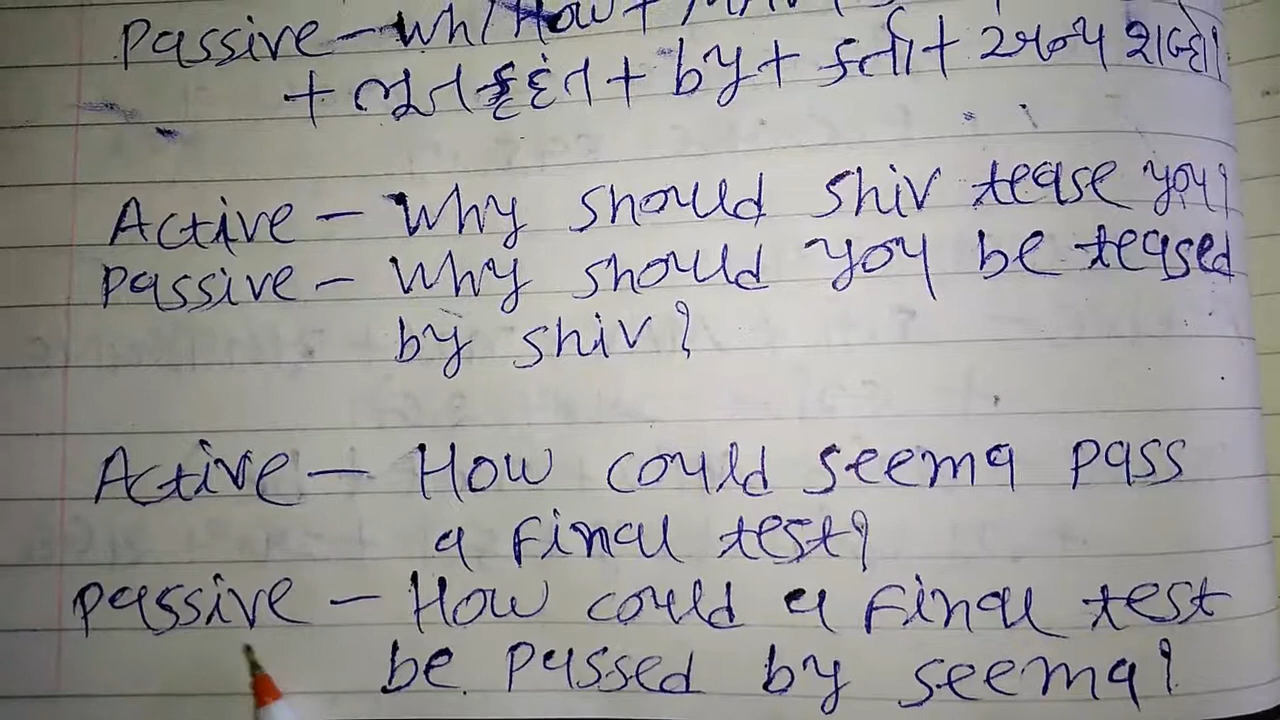 Passive - Wh/How +
+ ભૂતકૃદંત + by + કર્તા + અન્ય શબ્દો
Active - Why should shiv tease you?
Passive - Why should you be teased
by shiv?
Active - How could seema pass
a final test?
passive - How could a final test
be passed by seema?